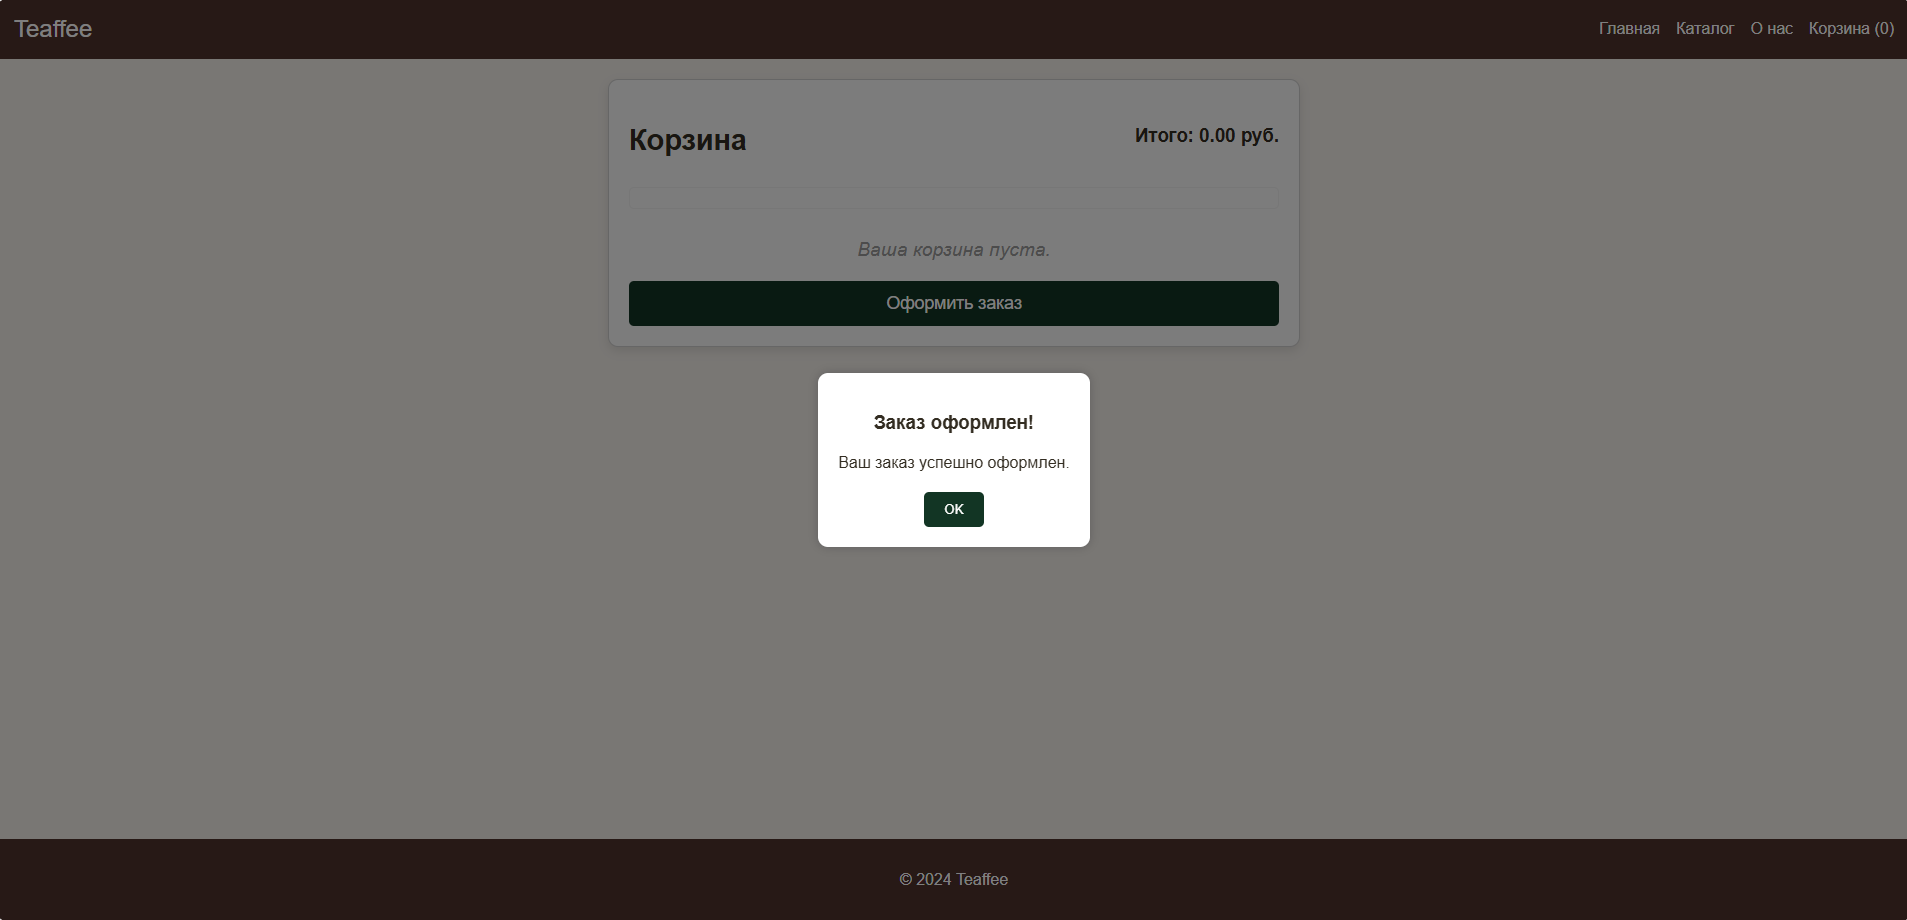 Teaffee
Главная Каталог О нас Корзина (0)
Корзина
Итого: 0.00 руб.
Ваша корзина пуста.
Оформить заказ
Заказ оформлен!
Ваш заказ успешно оформлен.
OK
© 2024 Teaffee